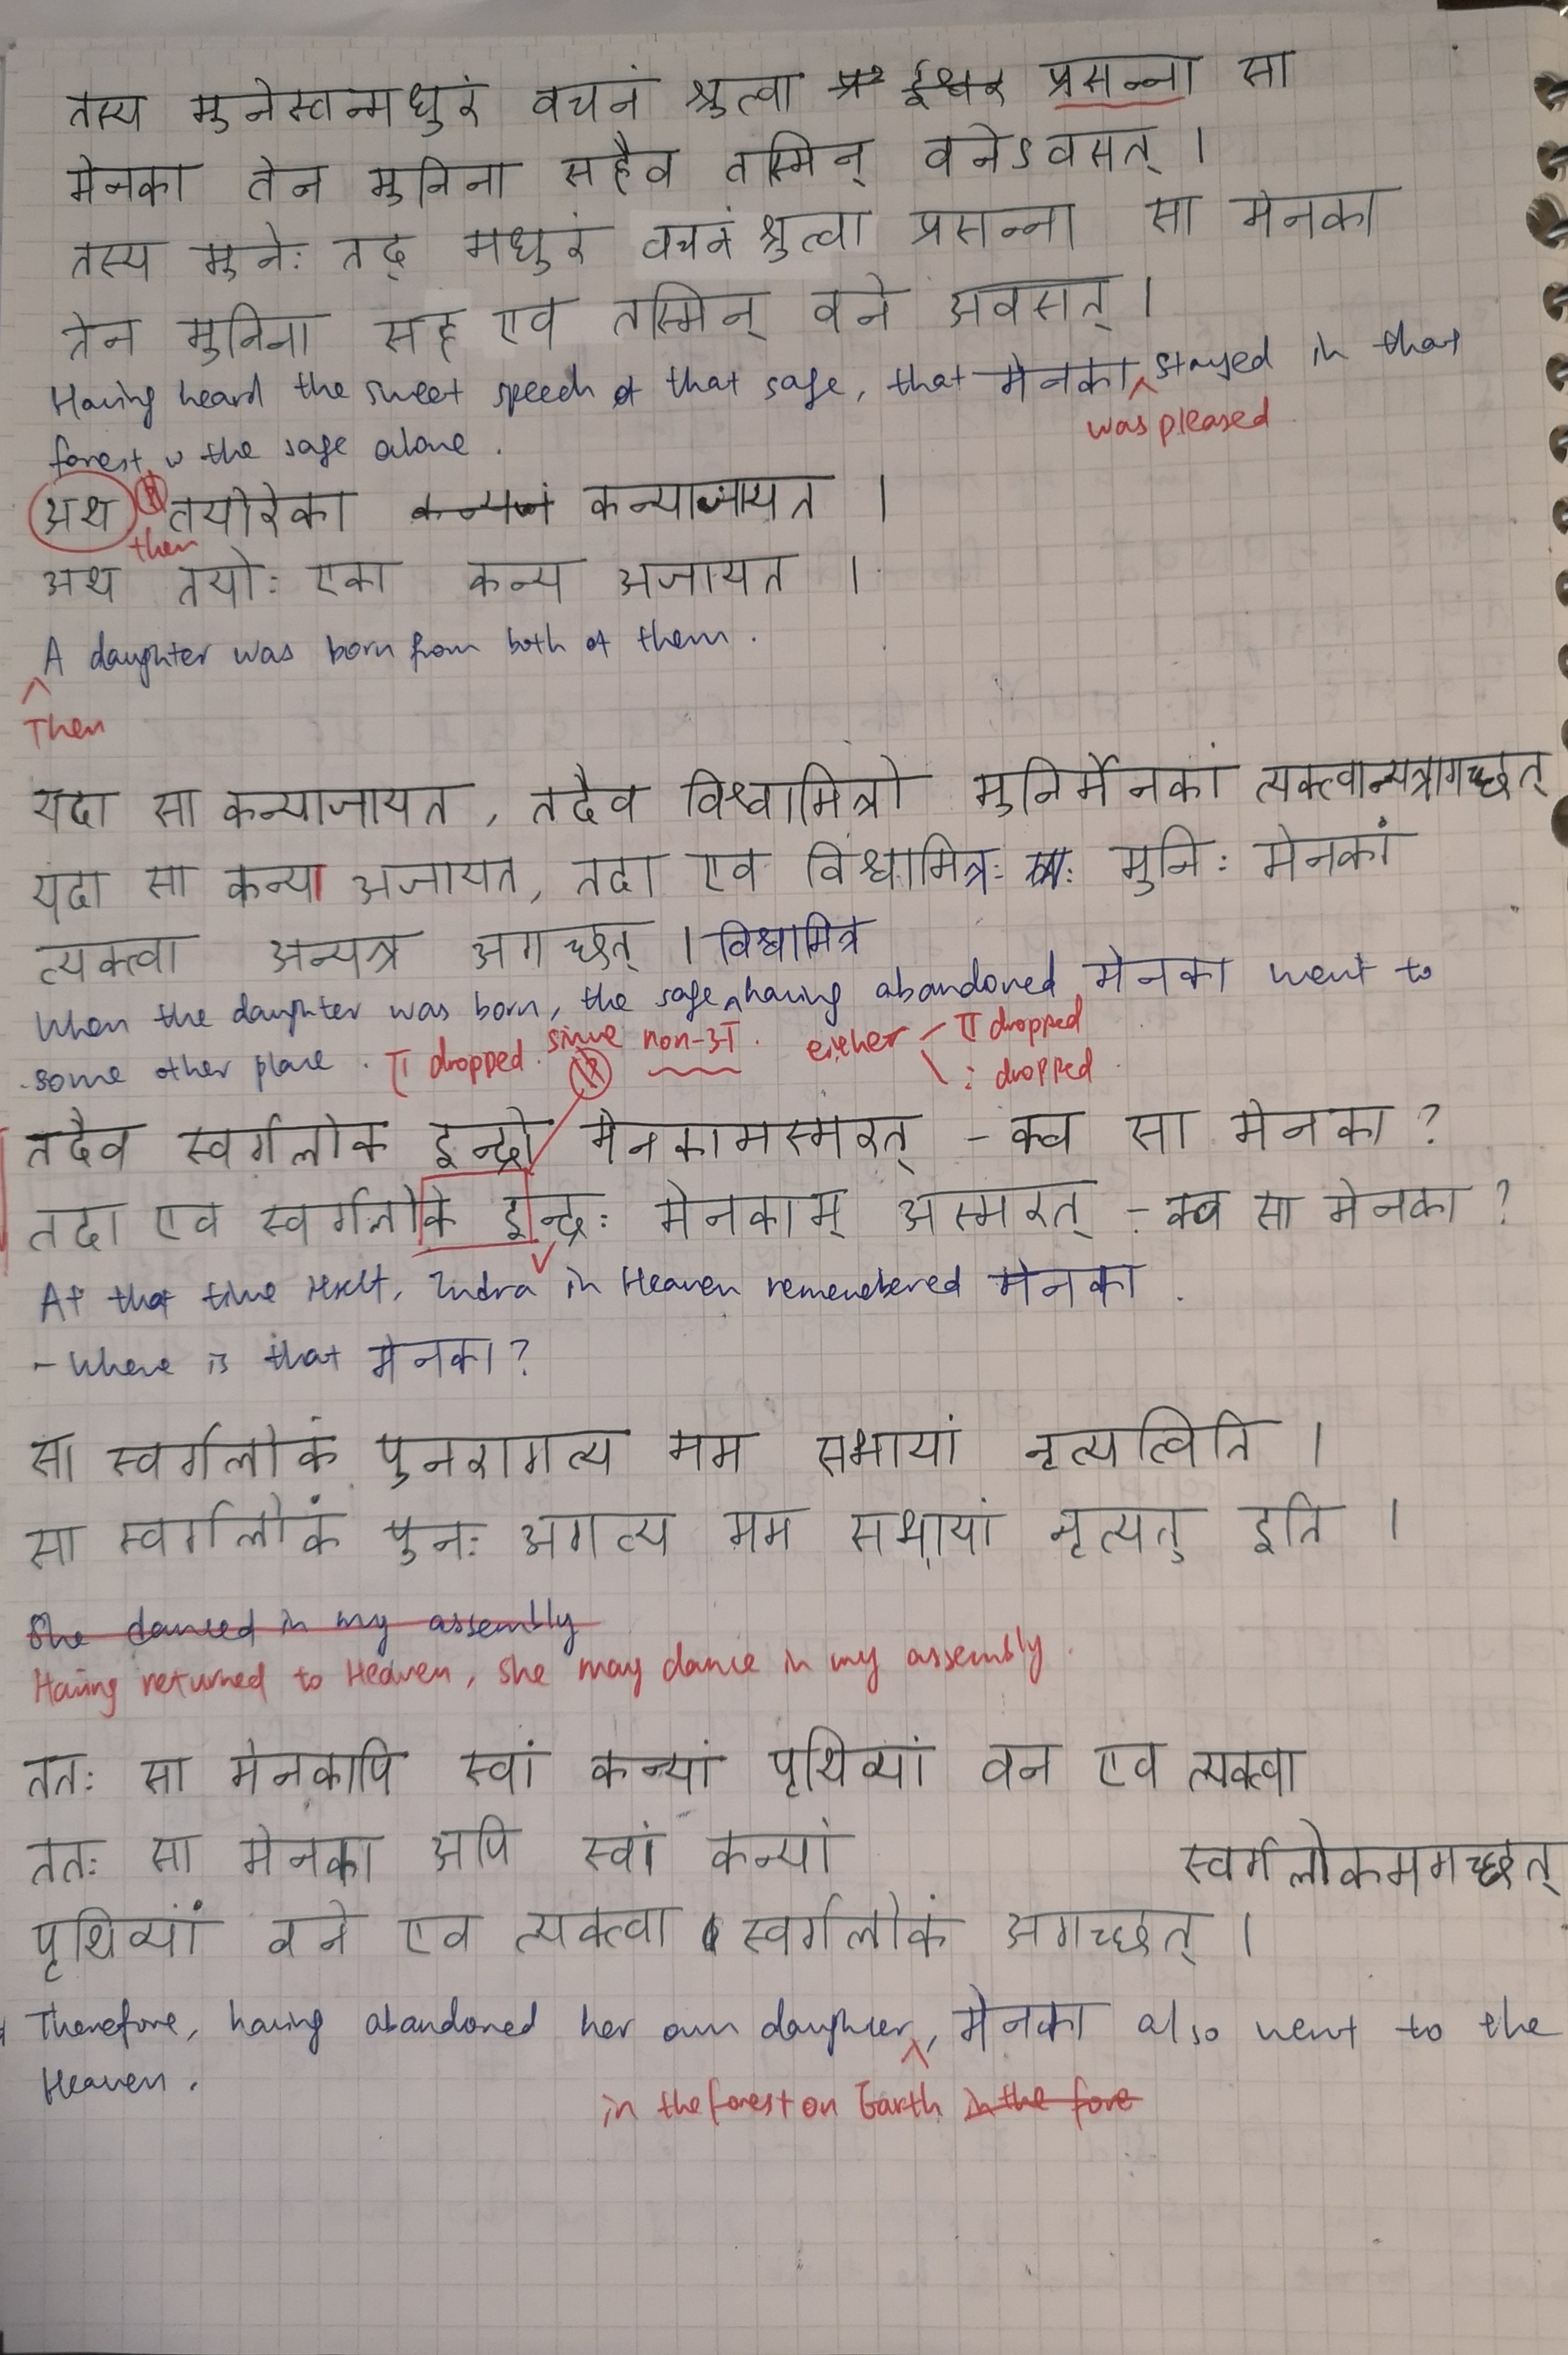 तस्य मुनेस्तन्मधुरं वचनं श्रुत्वा ईश्वर प्रसन्ना सा
मेनका तेन मुनिना सहैव तस्मिन् वनेऽवसत् ।
तस्य मुनेः तद् मधुरं वचनं श्रुत्वा प्रसन्ना सा मेनका
तेन मुनिना सह एव तस्मिन् वने अवसत् ।
Having heard the sweet speech of that sage, that मेनका stayed in that
was pleased
forest w the sage alone.
अथ तयोरेका कन्याजायत ।
then
अथ तयोः एका कन्य अजायत ।
A daughter was born from both of them.
Then
यदा सा कन्याजायत, तदैव विश्वामित्रो मुनिर्मेनकां त्यक्त्वान्यत्रागच्छत्
यदा सा कन्या अजायत, तदा एव विश्वामित्रः मुनिः मेनकां
त्यक्त्वा अन्यत्र अगच्छत् । विश्वामित्र
When the daughter was born, the sage having abandoned मेनका went to
some other place. T dropped. since non-अ. either T dropped
: dropped.
तदैव स्वर्गलोक इन्द्रो मेनकामस्मरत् - क्व सा मेनका?
तदा एव स्वर्गलोके इन्द्रः मेनकाम् अस्मरत् - क्व सा मेनका?
At that time itself, Indra in Heaven remembered मेनका.
- Where is that मेनका?
सा स्वर्गलोकं पुनरागत्य मम सभायां नृत्यत्विति ।
सा स्वर्गलोकं पुनः अगत्य मम सभायां नृत्यतु इति ।
She danced in my assembly
Having returned to Heaven, she may dance in my assembly.
ततः सा मेनकापि स्वां कन्यां पृथिव्यां वन एव त्यक्त्वा
स्वर्गलोकमगच्छत्
ततः सा मेनका अपि स्वां कन्यां
पृथिव्यां वने एव त्यक्त्वा स्वर्गलोकं अगच्छत् ।
Therefore, having abandoned her own daughter, मेनका also went to the
Heaven.
in the forest on Earth in the fore